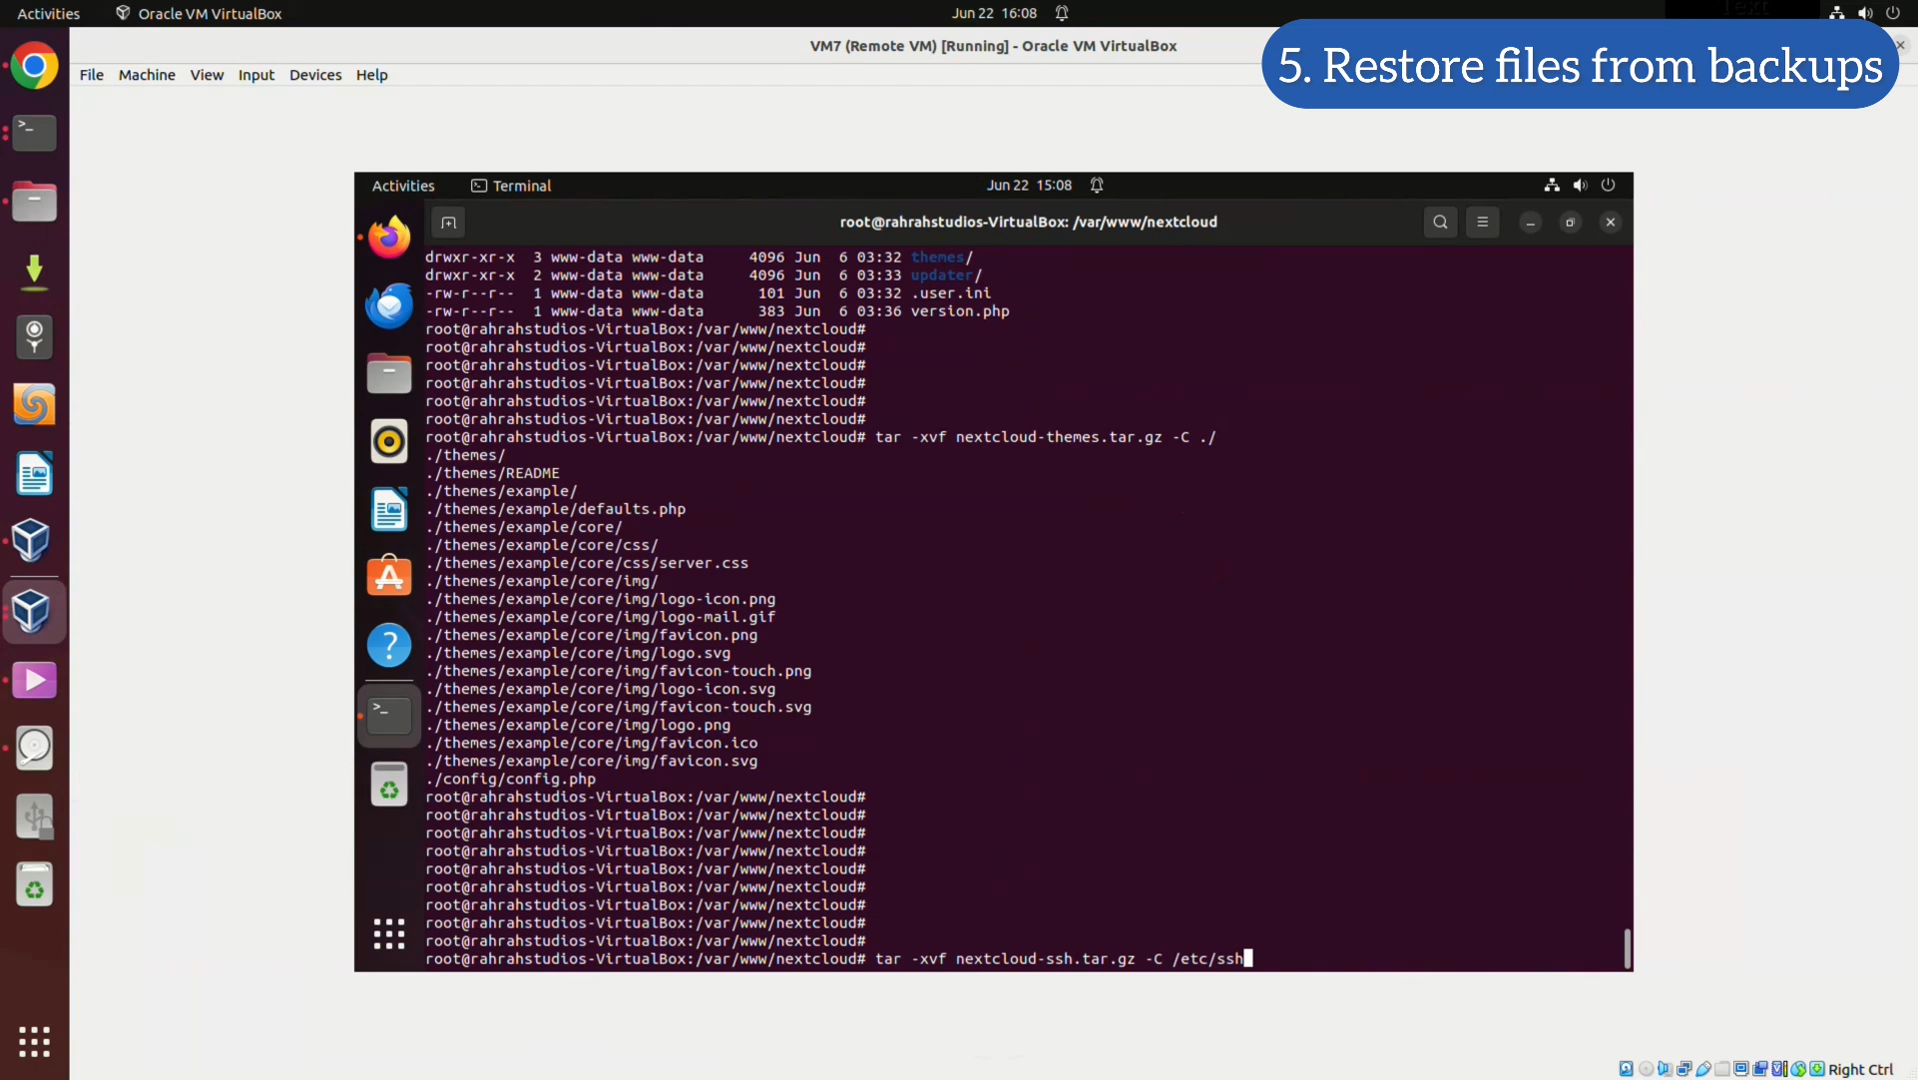 Activities
Oracle VM VirtualBox
Jun 22 16:08
VM7 (Remote VM) [Running] - Oracle VM VirtualBox
5. Restore files from backups
File Machine View Input Devices Help
Activities
Terminal
Jun 22 15:08
root@rahrahstudios-VirtualBox: /var/www/nextcloud
drwxr-xr-x  3 www-data www-data     4096 Jun  6 03:32 themes/
drwxr-xr-x  2 www-data www-data     4096 Jun  6 03:33 updater/
-rw-r--r--  1 www-data www-data      101 Jun  6 03:32 .user.ini
-rw-r--r--  1 www-data www-data      383 Jun  6 03:36 version.php
root@rahrahstudios-VirtualBox:/var/www/nextcloud#
root@rahrahstudios-VirtualBox:/var/www/nextcloud#
root@rahrahstudios-VirtualBox:/var/www/nextcloud#
root@rahrahstudios-VirtualBox:/var/www/nextcloud#
root@rahrahstudios-VirtualBox:/var/www/nextcloud#
root@rahrahstudios-VirtualBox:/var/www/nextcloud#
root@rahrahstudios-VirtualBox:/var/www/nextcloud# tar -xvf nextcloud-themes.tar.gz -C ./
./themes/
./themes/README
./themes/example/
./themes/example/defaults.php
./themes/example/core/
./themes/example/core/css/
./themes/example/core/css/server.css
./themes/example/core/img/
./themes/example/core/img/logo-icon.png
./themes/example/core/img/logo-mail.gif
./themes/example/core/img/favicon.png
./themes/example/core/img/logo.svg
./themes/example/core/img/favicon-touch.png
./themes/example/core/img/logo-icon.svg
./themes/example/core/img/favicon-touch.svg
./themes/example/core/img/logo.png
./themes/example/core/img/favicon.ico
./themes/example/core/img/favicon.svg
./config/config.php
root@rahrahstudios-VirtualBox:/var/www/nextcloud#
root@rahrahstudios-VirtualBox:/var/www/nextcloud#
root@rahrahstudios-VirtualBox:/var/www/nextcloud#
root@rahrahstudios-VirtualBox:/var/www/nextcloud#
root@rahrahstudios-VirtualBox:/var/www/nextcloud#
root@rahrahstudios-VirtualBox:/var/www/nextcloud#
root@rahrahstudios-VirtualBox:/var/www/nextcloud#
root@rahrahstudios-VirtualBox:/var/www/nextcloud#
root@rahrahstudios-VirtualBox:/var/www/nextcloud#
root@rahrahstudios-VirtualBox:/var/www/nextcloud# tar -xvf nextcloud-ssh.tar.gz -C /etc/ssh
Right Ctrl